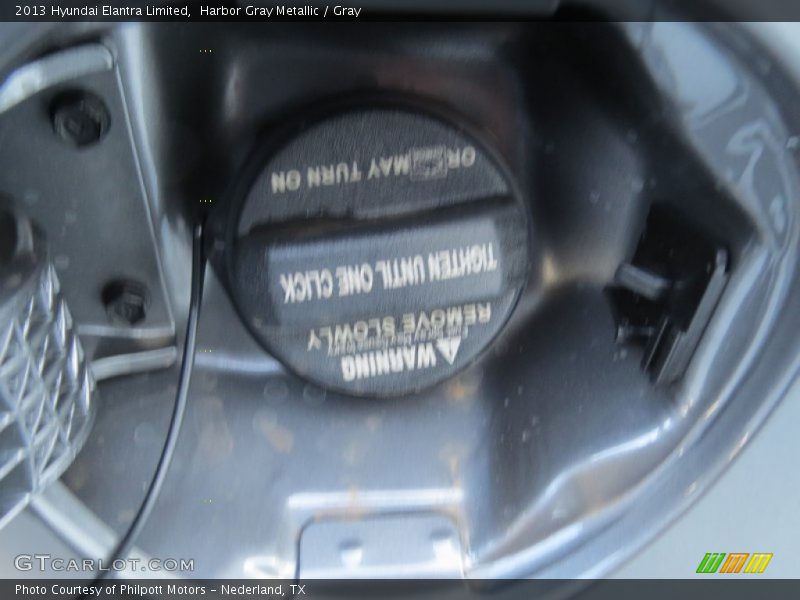 2013 Hyundai Elantra Limited,  Harbor Gray Metallic / Gray
WARNING
REMOVE SLOWLY
TIGHTEN UNTIL ONE CLICK
OR MAY TURN ON
GTCARLOT.COM
Photo Courtesy of Philpott Motors – Nederland, TX